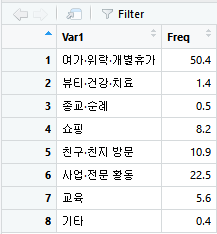 Filter
Var1 Freq
1 여가·위락·개별휴가 50.4
2 뷰티·건강·치료 1.4
3 종교·순례 0.5
4 쇼핑 8.2
5 친구·친지 방문 10.9
6 사업·전문 활동 22.5
7 교육 5.6
8 기타 0.4